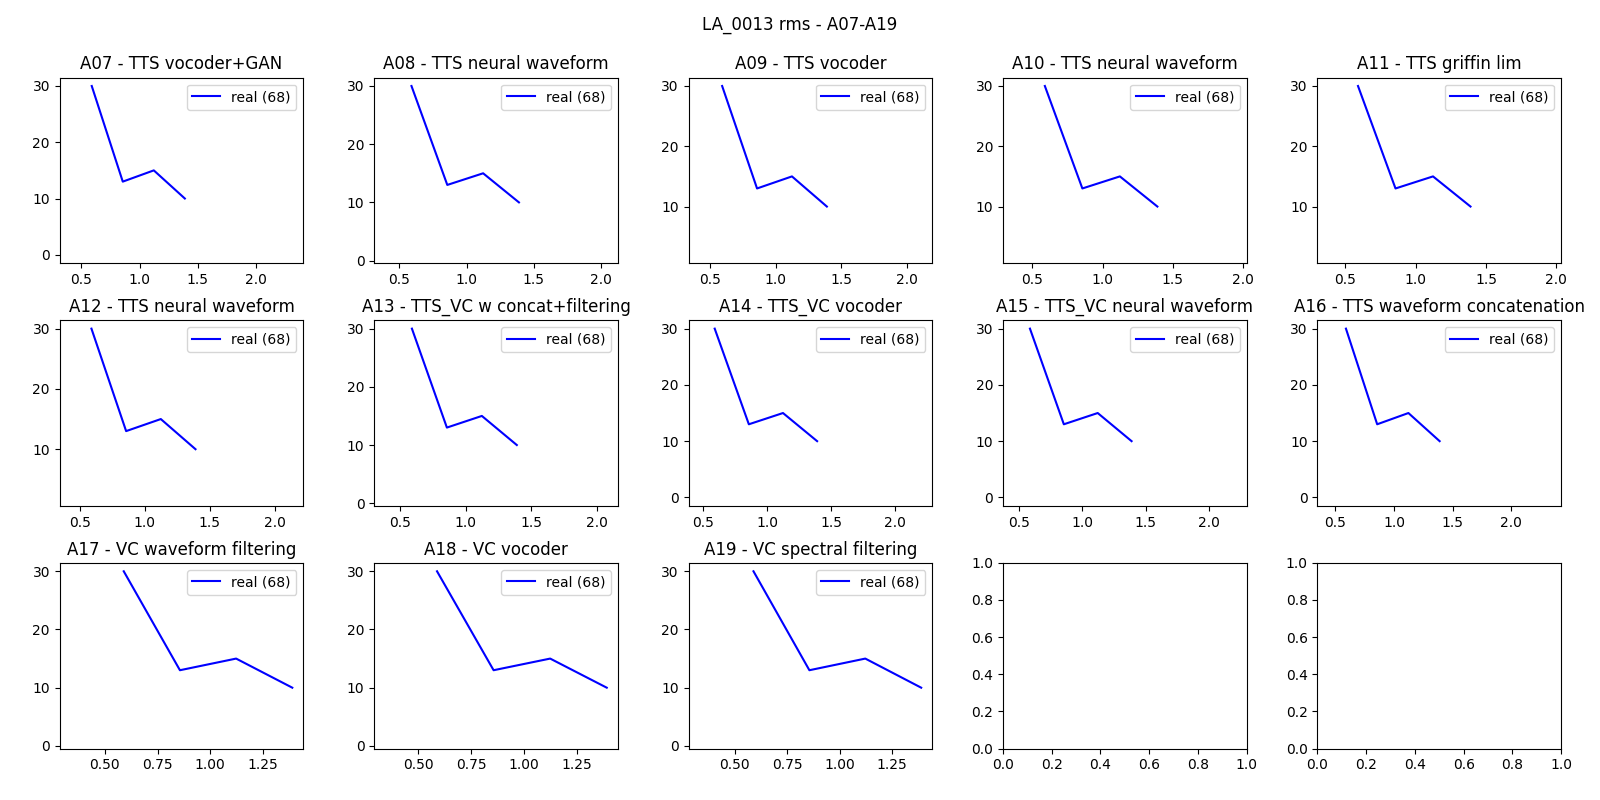 LA_0013 rms - A07-A19
A07 - TTS vocoder+GAN
A08 - TTS neural waveform
A09 - TTS vocoder
A10 - TTS neural waveform
A11 - TTS griffin lim
30
20
10
0
real (68)
0.5 1.0 1.5 2.0
30
20
10
0
real (68)
0.5 1.0 1.5 2.0
30
20
10
real (68)
0.5 1.0 1.5 2.0
30
20
10
real (68)
0.5 1.0 1.5 2.0
30
20
10
real (68)
0.5 1.0 1.5 2.0
A12 - TTS neural waveform
A13 - TTS_VC w concat+filtering
A14 - TTS_VC vocoder
A15 - TTS_VC neural waveform
A16 - TTS waveform concatenation
30
20
10
real (68)
0.5 1.0 1.5 2.0
30
20
10
0
real (68)
0.5 1.0 1.5 2.0
30
20
10
0
real (68)
0.5 1.0 1.5 2.0
30
20
10
0
real (68)
0.5 1.0 1.5 2.0
30
20
10
0
real (68)
0.5 1.0 1.5 2.0
A17 - VC waveform filtering
A18 - VC vocoder
A19 - VC spectral filtering
30
20
10
0
real (68)
0.50 0.75 1.00 1.25
30
20
10
0
real (68)
0.50 0.75 1.00 1.25
30
20
10
0
real (68)
0.50 0.75 1.00 1.25
1.0
0.8
0.6
0.4
0.2
0.0
0.0 0.2 0.4 0.6 0.8 1.0
1.0
0.8
0.6
0.4
0.2
0.0
0.0 0.2 0.4 0.6 0.8 1.0